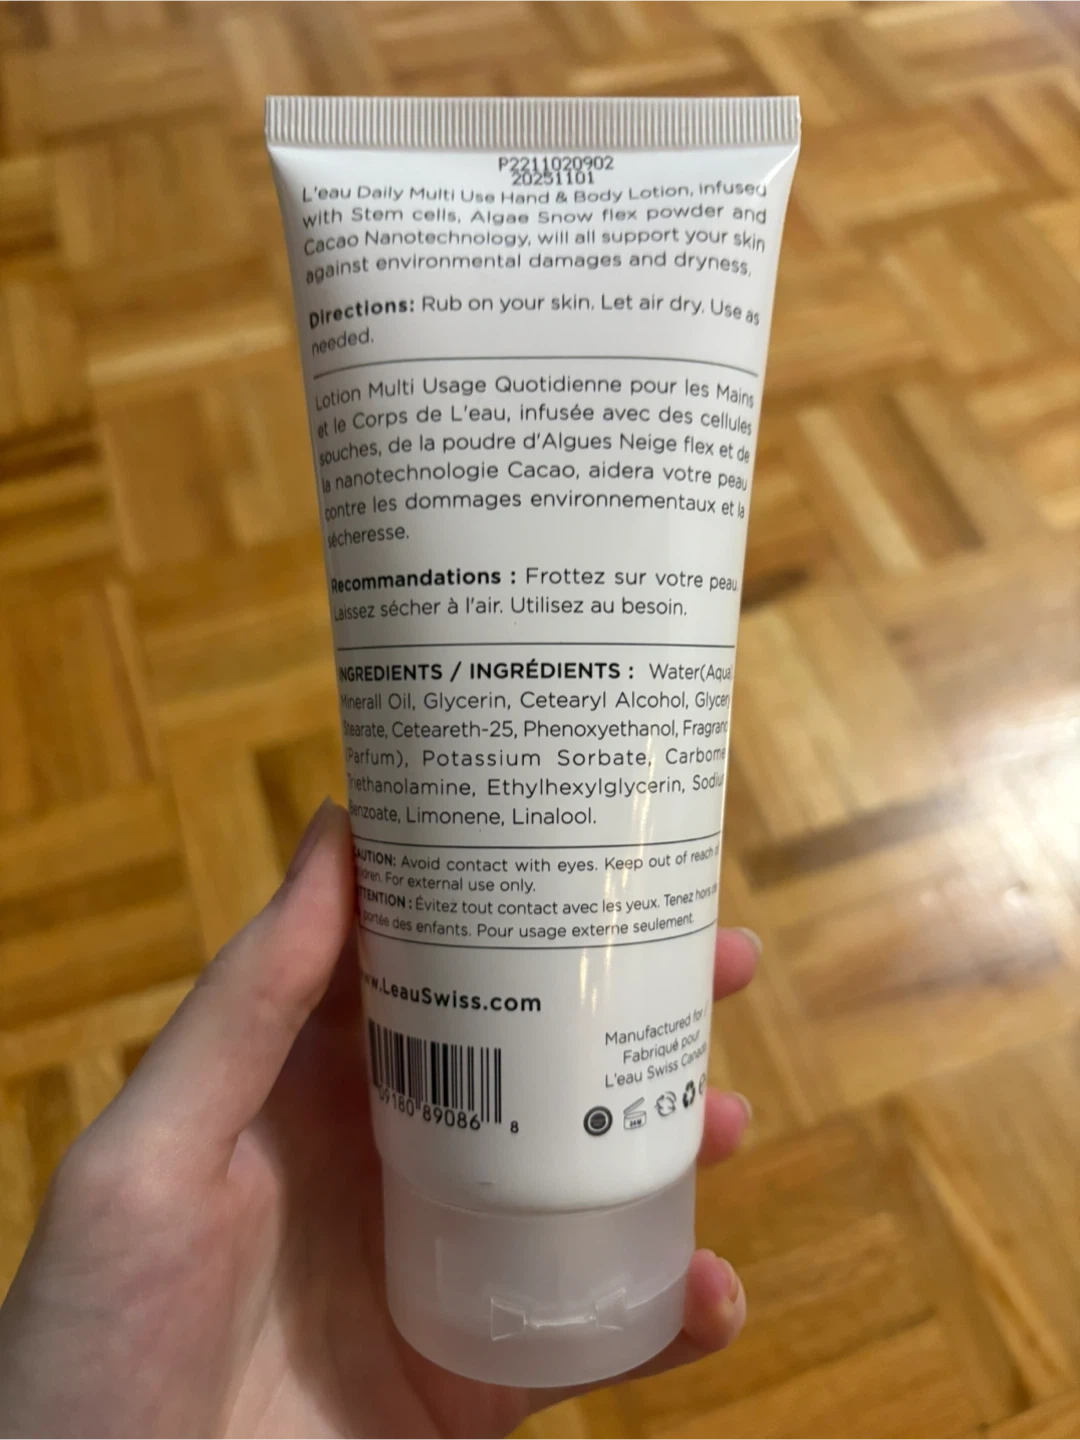 P2211020902
20251101
L'eau Daily Multi Use Hand & Body Lotion, infused
with Stem cells, Algae Snow flex powder and
Cacao Nanotechnology, will all support your skin
against environmental damages and dryness.
Directions: Rub on your skin. Let air dry. Use as
needed.
Lotion Multi Usage Quotidienne pour les Mains
et le Corps de L'eau, infusée avec des cellules
souches, de la poudre d'Algues Neige flex et de
la nanotechnologie Cacao, aidera votre peau
contre les dommages environnementaux et la
sécheresse.
Recommandations : Frottez sur votre peau.
Laissez sécher à l'air. Utilisez au besoin.
INGREDIENTS / INGRÉDIENTS : Water(Aqua
Minerall Oil, Glycerin, Cetearyl Alcohol, Glycer
Stearate, Ceteareth-25, Phenoxyethanol, Fragranc
(Parfum), Potassium Sorbate, Carbome
Triethanolamine, Ethylhexylglycerin, Sodiu
Benzoate, Limonene, Linalool.
CAUTION: Avoid contact with eyes. Keep out of reach of
dren. For external use only.
TTENTION : Évitez tout contact avec les yeux. Tenez hors de
portée des enfants. Pour usage externe seulement.
w.LeauSwiss.com
Manufactured for /
Fabriqué pour
L'eau Swiss Canada
09180 89086 8